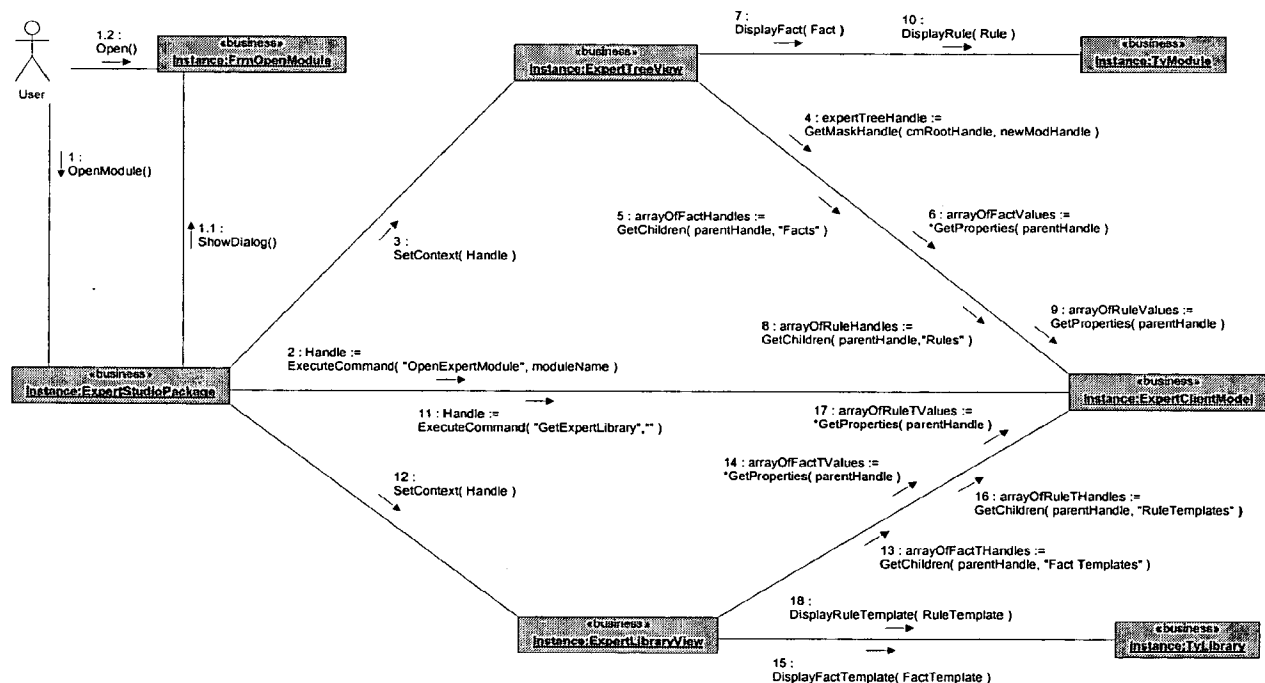 1.2 :
Open()
«business»
Instance:FrmOpenModule
User
1 :
OpenModule()
1.1 :
ShowDialog()
«business»
Instance:ExpertTreeView
7 :
DisplayFact( Fact )
10 :
DisplayRule( Rule )
«business»
Instance:TvModule
4 : expertTreeHandle :=
GetMaskHandle( cmRootHandle, newModHandle )
5 : arrayOfFactHandles :=
GetChildren( parentHandle, "Facts" )
6 : arrayOfFactValues :=
*GetProperties( parentHandle )
3 :
SetContext( Handle )
8 : arrayOfRuleHandles :=
GetChildren( parentHandle,"Rules" )
9 : arrayOfRuleValues :=
GetProperties( parentHandle )
2 : Handle :=
ExecuteCommand( "OpenExpertModule", moduleName )
«business»
Instance:ExpertStudioPackage
«business»
Instance:ExpertClientModel
11 : Handle :=
ExecuteCommand( "GetExpertLibrary","" )
17 : arrayOfRuleTValues :=
*GetProperties( parentHandle )
12 :
SetContext( Handle )
14 : arrayOfFactTValues :=
*GetProperties( parentHandle )
16 : arrayOfRuleTHandles :=
GetChildren( parentHandle, "RuleTemplates" )
13 : arrayOfFactTHandles :=
GetChildren( parentHandle, "Fact Templates" )
«business»
Instance:ExpertLibraryView
18 :
DisplayRuleTemplate( RuleTemplate )
15 :
DisplayFactTemplate( FactTemplate )
«business»
Instance:TvLibrary